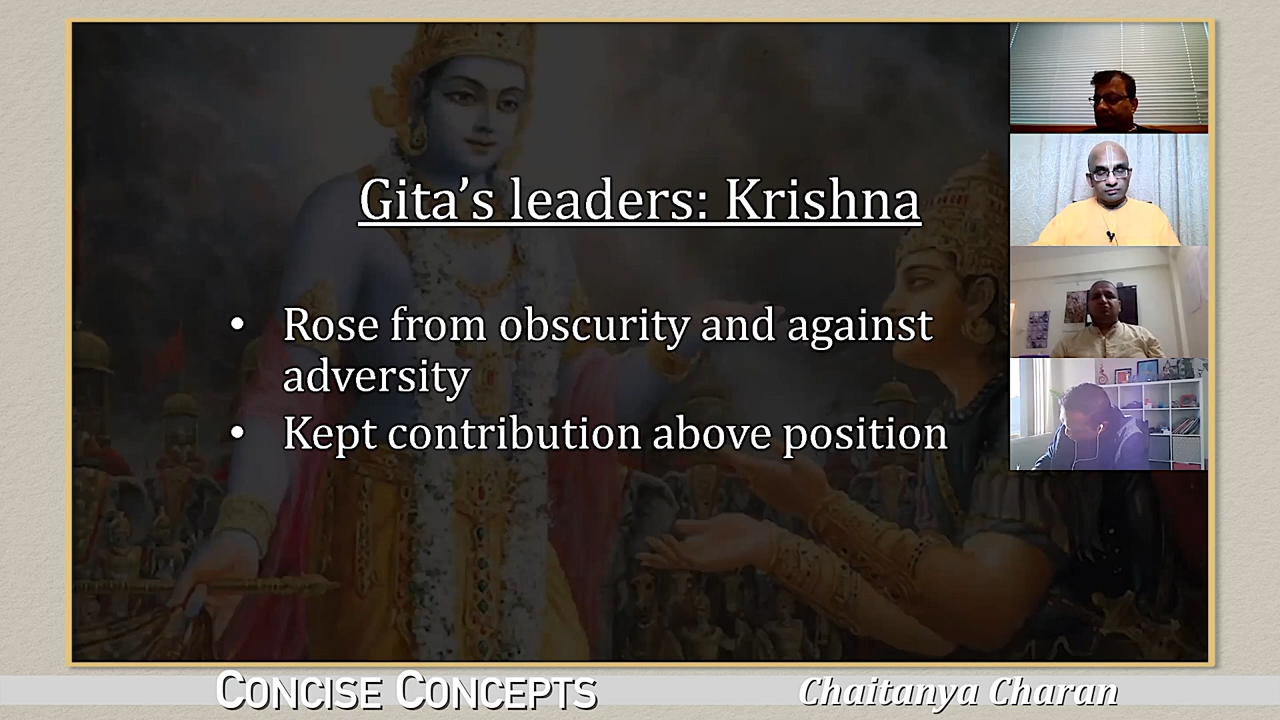 Gita’s leaders: Krishna
• Rose from obscurity and against
adversity
• Kept contribution above position
CONCISE CONCEPTS
Chaitanya Charan